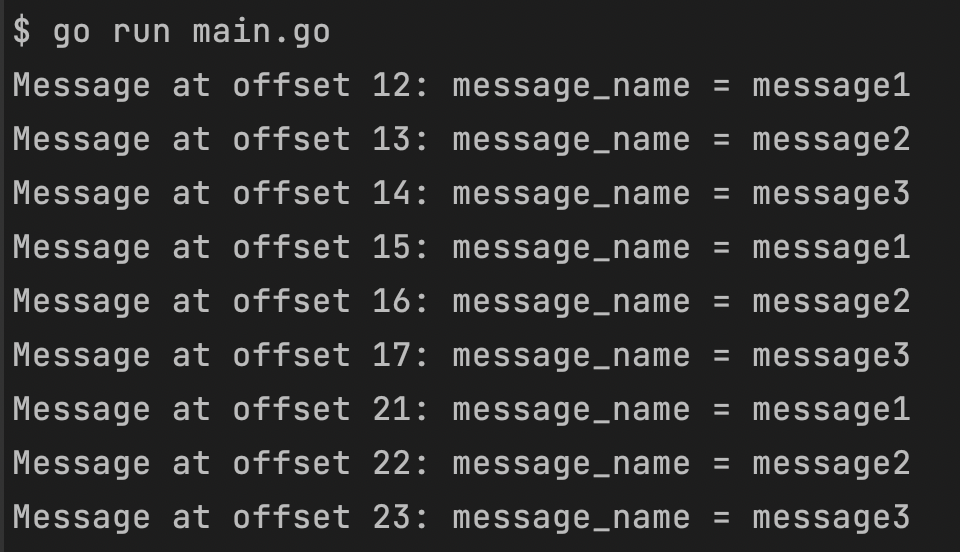 $ go run main.go
Message at offset 12: message_name = message1
Message at offset 13: message_name = message2
Message at offset 14: message_name = message3
Message at offset 15: message_name = message1
Message at offset 16: message_name = message2
Message at offset 17: message_name = message3
Message at offset 21: message_name = message1
Message at offset 22: message_name = message2
Message at offset 23: message_name = message3